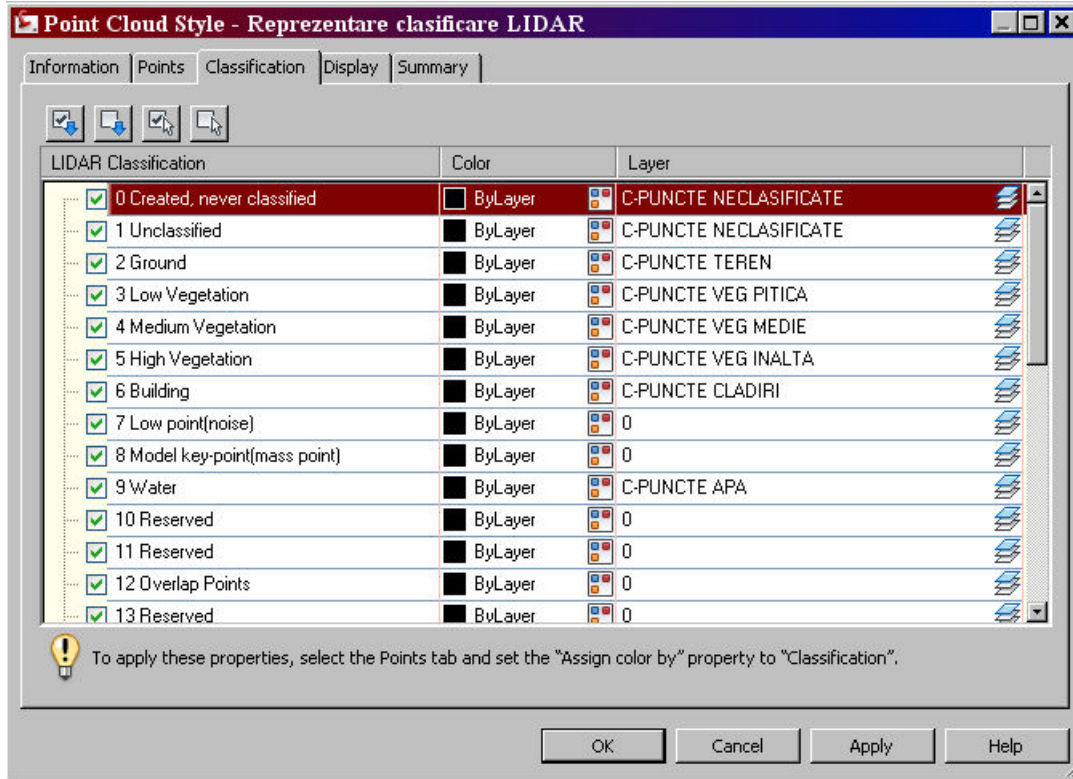 Point Cloud Style - Reprezentare clasificare LIDAR
Information Points Classification Display Summary
LIDAR Classification Color Layer
0 Created, never classified ByLayer C-PUNCTE NECLASIFICATE
1 Unclassified ByLayer C-PUNCTE NECLASIFICATE
2 Ground ByLayer C-PUNCTE TEREN
3 Low Vegetation ByLayer C-PUNCTE VEG PITICA
4 Medium Vegetation ByLayer C-PUNCTE VEG MEDIE
5 High Vegetation ByLayer C-PUNCTE VEG INALTA
6 Building ByLayer C-PUNCTE CLADIRI
7 Low point(noise) ByLayer 0
8 Model key-point(mass point) ByLayer 0
9 Water ByLayer C-PUNCTE APA
10 Reserved ByLayer 0
11 Reserved ByLayer 0
12 Overlap Points ByLayer 0
13 Reserved ByLayer 0
To apply these properties, select the Points tab and set the "Assign color by" property to "Classification".
OK Cancel Apply Help